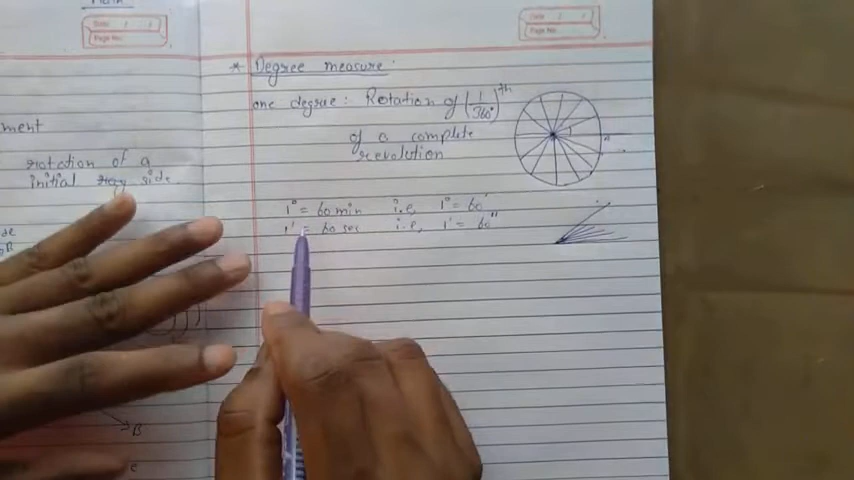 Date / /
Page No.
Date / /
Page No.
* Degree measure :
one degree : Rotation of (1/360°)th
of a complete
revolution
1° = 60 min i.e, 1° = 60'
1' = 60 sec i.e, 1' = 60"
rotation of a
initial ray side
B